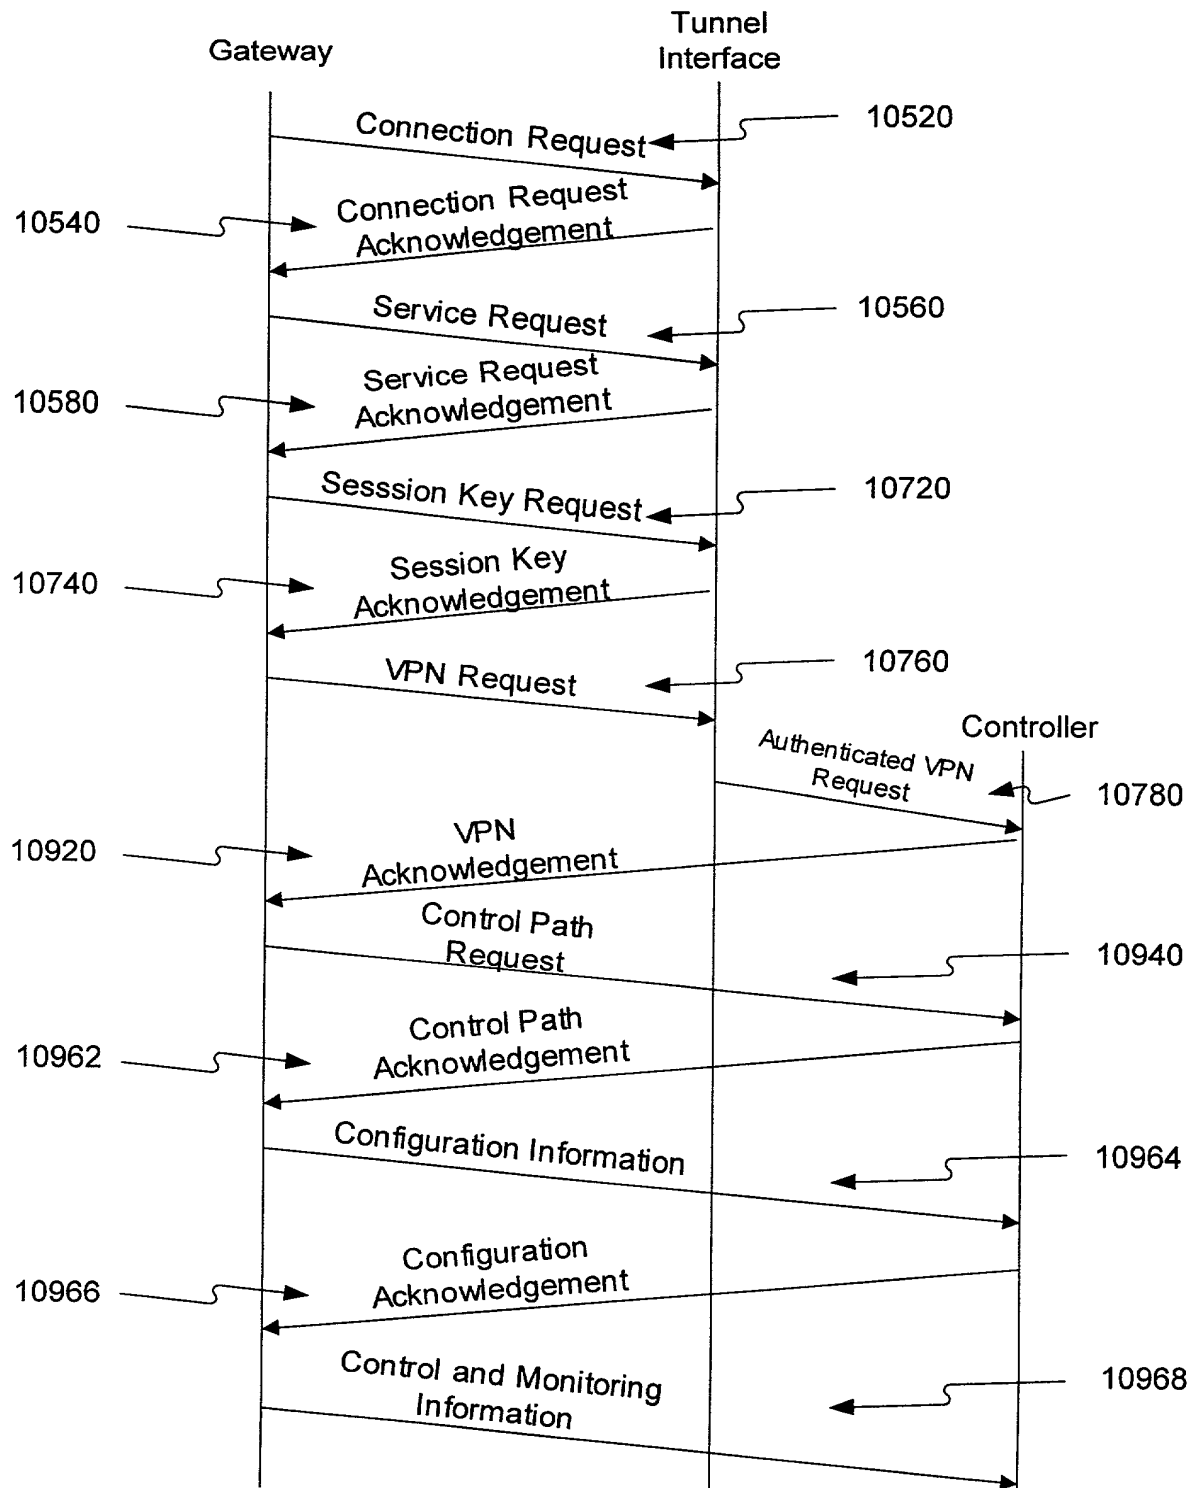 Tunnel
Interface
Gateway
Connection Request
10520
Connection Request
Acknowledgement
10540
Service Request
10560
Service Request
Acknowledgement
10580
Sesssion Key Request
10720
Session Key
Acknowledgement
10740
VPN Request
10760
Controller
Authenticated VPN
Request
10780
VPN
Acknowledgement
10920
Control Path
Request
10940
Control Path
Acknowledgement
10962
Configuration Information
10964
Configuration
Acknowledgement
10966
Control and Monitoring
Information
10968